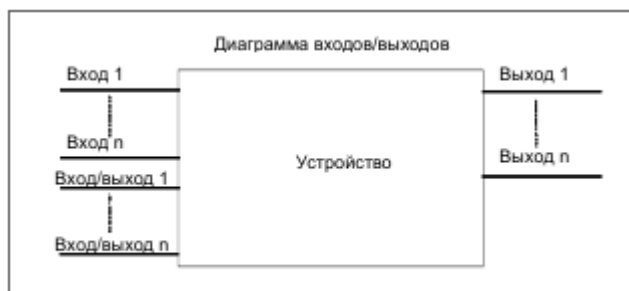 Диаграмма входов/выходов
Вход 1
Выход 1
Вход n
Выход n
Устройство
Вход/выход 1
Вход/выход n